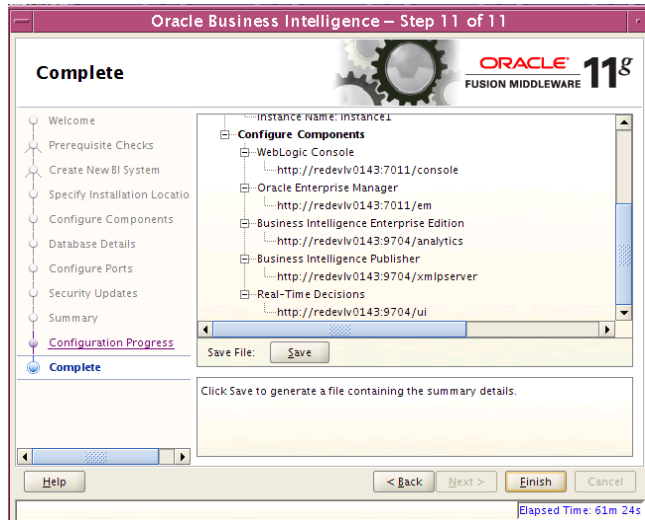 Oracle Business Intelligence – Step 11 of 11
Complete
ORACLE
FUSION MIDDLEWARE 11g
Welcome
Prerequisite Checks
Create New BI System
Specify Installation Locatio
Configure Components
Database Details
Configure Ports
Security Updates
Summary
Configuration Progress
Complete
Instance Name: Instance1
Configure Components
WebLogic Console
http://redevlv0143:7011/console
Oracle Enterprise Manager
http://redevlv0143:7011/em
Business Intelligence Enterprise Edition
http://redevlv0143:9704/analytics
Business Intelligence Publisher
http://redevlv0143:9704/xmlpserver
Real-Time Decisions
http://redevlv0143:9704/ui
Save File: Save
Click Save to generate a file containing the summary details.
Help
< Back
Next >
Finish
Cancel
Elapsed Time: 61m 24s